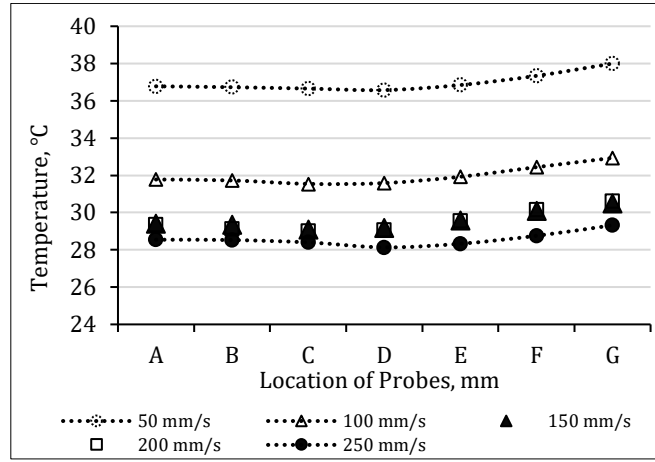 40
38
36
34
32
30
28
26
24
Temperature, °C
A B C D E F G
Location of Probes, mm
50 mm/s 100 mm/s 150 mm/s
200 mm/s 250 mm/s